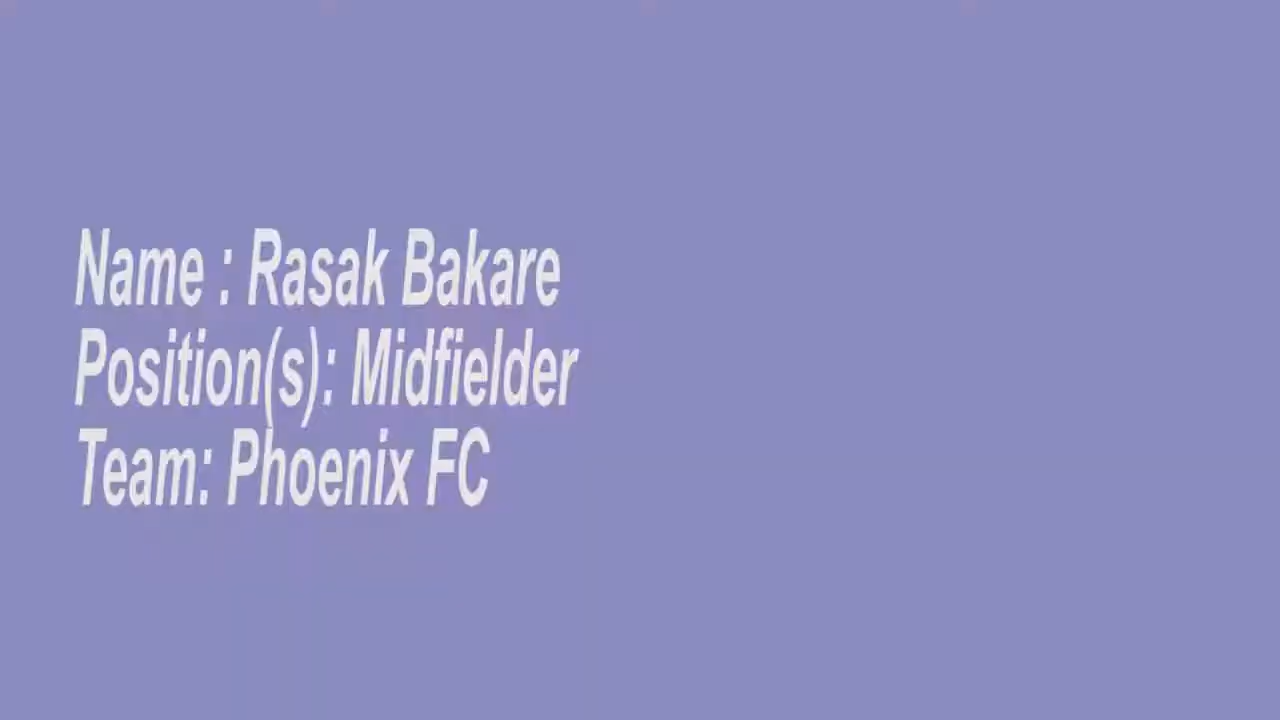 Name : Rasak Bakare
Position(s): Midfielder
Team: Phoenix FC